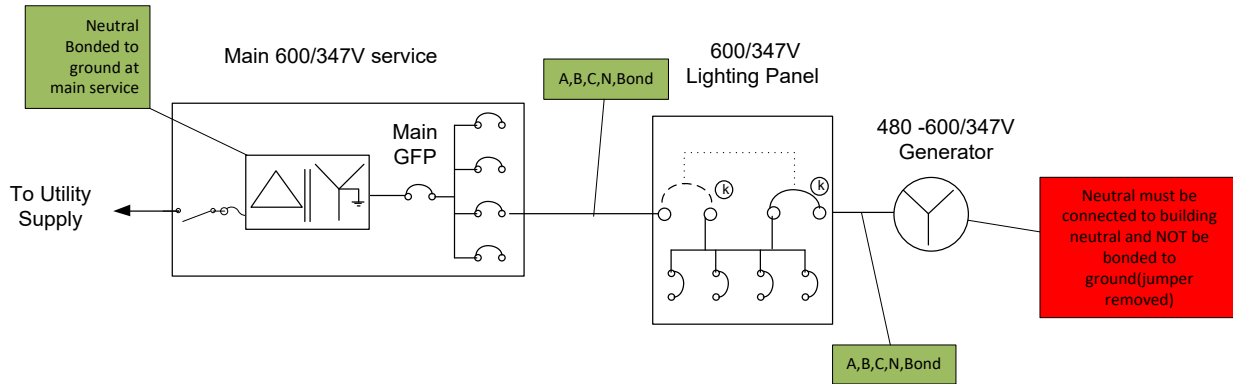 Neutral
Bonded to
ground at
main service
Main 600/347V service
Main
GFP
To Utility
Supply
A,B,C,N,Bond
600/347V
Lighting Panel
k
k
480 -600/347V
Generator
Neutral must be
connected to building
neutral and NOT be
bonded to
ground(jumper
removed)
A,B,C,N,Bond